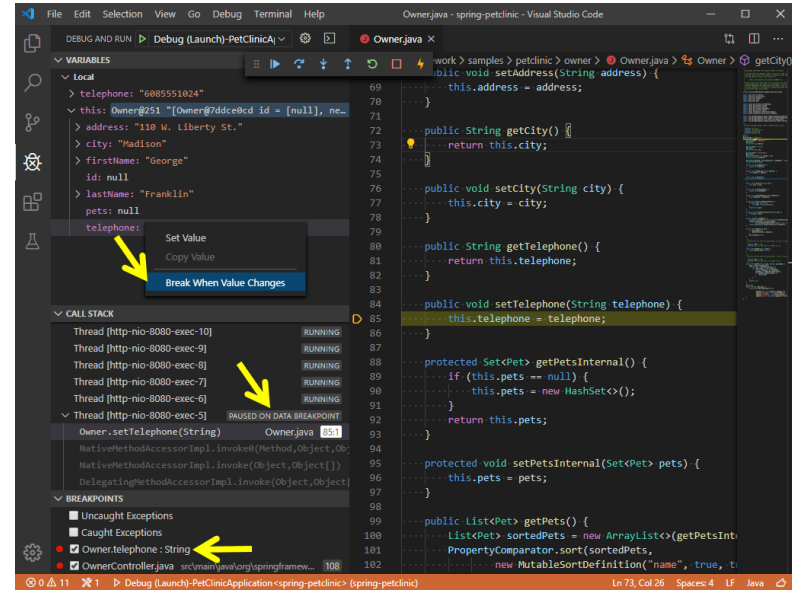 File Edit Selection View Go Debug Terminal Help
Owner.java - spring-petclinic - Visual Studio Code
DEBUG AND RUN Debug (Launch)-PetClinicA
Owner.java ×
VARIABLES
Local
telephone: "6085551024"
this: Owner@251 "[Owner@7ddce0cd id = [null], ne…
address: "110 W. Liberty St."
city: "Madison"
firstName: "George"
id: null
lastName: "Franklin"
pets: null
telephone:
Set Value
Copy Value
Break When Value Changes
CALL STACK
Thread [http-nio-8080-exec-10] RUNNING
Thread [http-nio-8080-exec-9] RUNNING
Thread [http-nio-8080-exec-8] RUNNING
Thread [http-nio-8080-exec-7] RUNNING
Thread [http-nio-8080-exec-6] RUNNING
Thread [http-nio-8080-exec-5] PAUSED ON DATA BREAKPOINT
Owner.setTelephone(String) Owner.java 85:1
NativeMethodAccessorImpl.invoke0(Method,Object,Obj
NativeMethodAccessorImpl.invoke(Object,Object[])
DelegatingMethodAccessorImpl.invoke(Object,Object[
BREAKPOINTS
Uncaught Exceptions
Caught Exceptions
Owner.telephone : String
OwnerController.java src\main\java\org\springframew... 108
work > samples > petclinic > owner > Owner.java > Owner > getCity()
public void setAddress(String address) {
69 this.address = address;
70 }
71
72 public String getCity() {
73 return this.city;
74 }
75
76 public void setCity(String city) {
77 this.city = city;
78 }
79
80 public String getTelephone() {
81 return this.telephone;
82 }
83
84 public void setTelephone(String telephone) {
85 this.telephone = telephone;
86 }
87
88 protected Set<Pet> getPetsInternal() {
89 if (this.pets == null) {
90 this.pets = new HashSet<>();
91 }
92 return this.pets;
93 }
94
95 protected void setPetsInternal(Set<Pet> pets) {
96 this.pets = pets;
97 }
98
99 public List<Pet> getPets() {
100 List<Pet> sortedPets = new ArrayList<>(getPetsInt
101 PropertyComparator.sort(sortedPets,
102 new MutableSortDefinition("name", true, t
0 11 1 Debug (Launch)-PetClinicApplication<spring-petclinic> (spring-petclinic)
Ln 73, Col 26 Spaces: 4 LF Java